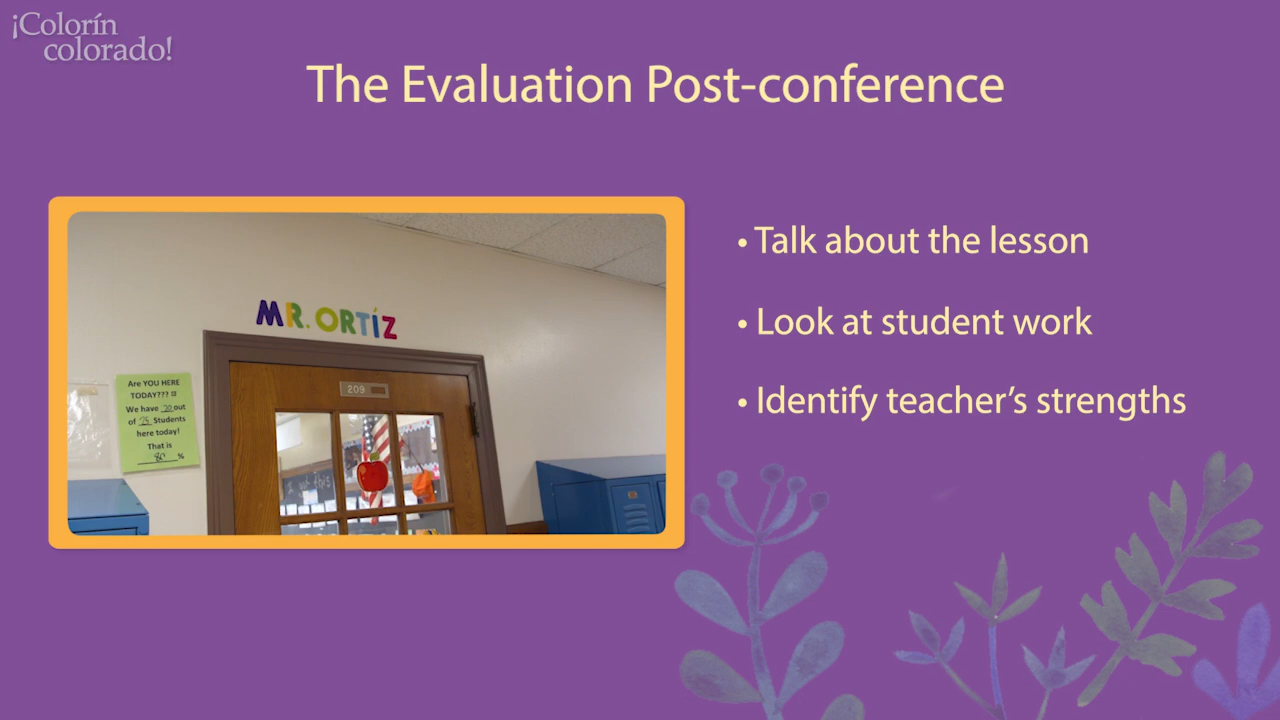 ¡Colorín
colorado!
The Evaluation Post-conference
MR. ORTÍZ
209
Are YOU HERE
TODAY???
We have 20 out
of 25 Students
here today!
That is
80 %
• Talk about the lesson
• Look at student work
• Identify teacher’s strengths